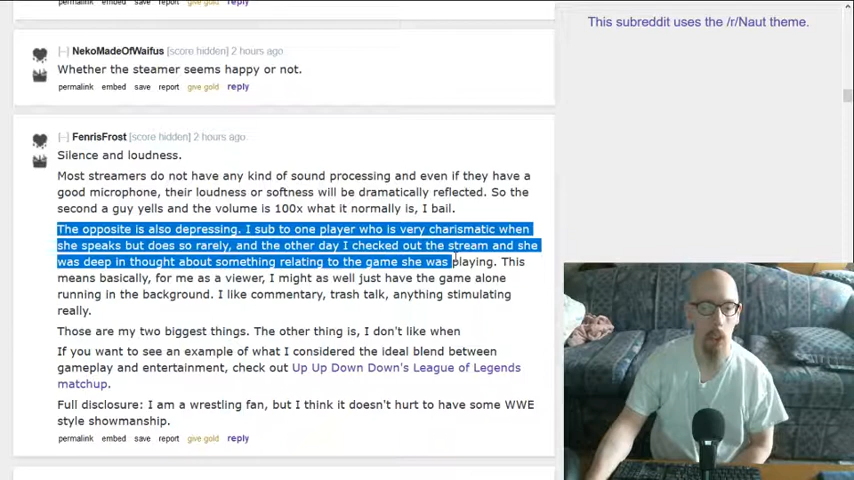 permalink embed save report give gold reply
This subreddit uses the /r/Naut theme.
[–] NekoMadeOfWaifus [score hidden] 2 hours ago
Whether the steamer seems happy or not.
permalink embed save report give gold reply
[–] FenrisFrost [score hidden] 2 hours ago
Silence and loudness.
Most streamers do not have any kind of sound processing and even if they have a
good microphone, their loudness or softness will be dramatically reflected. So the
second a guy yells and the volume is 100x what it normally is, I bail.
The opposite is also depressing. I sub to one player who is very charismatic when
she speaks but does so rarely, and the other day I checked out the stream and she
was deep in thought about something relating to the game she was playing. This
means basically, for me as a viewer, I might as well just have the game alone
running in the background. I like commentary, trash talk, anything stimulating
really.
Those are my two biggest things. The other thing is, I don't like when
If you want to see an example of what I considered the ideal blend between
gameplay and entertainment, check out Up Up Down Down's League of Legends
matchup.
Full disclosure: I am a wrestling fan, but I think it doesn't hurt to have some WWE
style showmanship.
permalink embed save report give gold reply